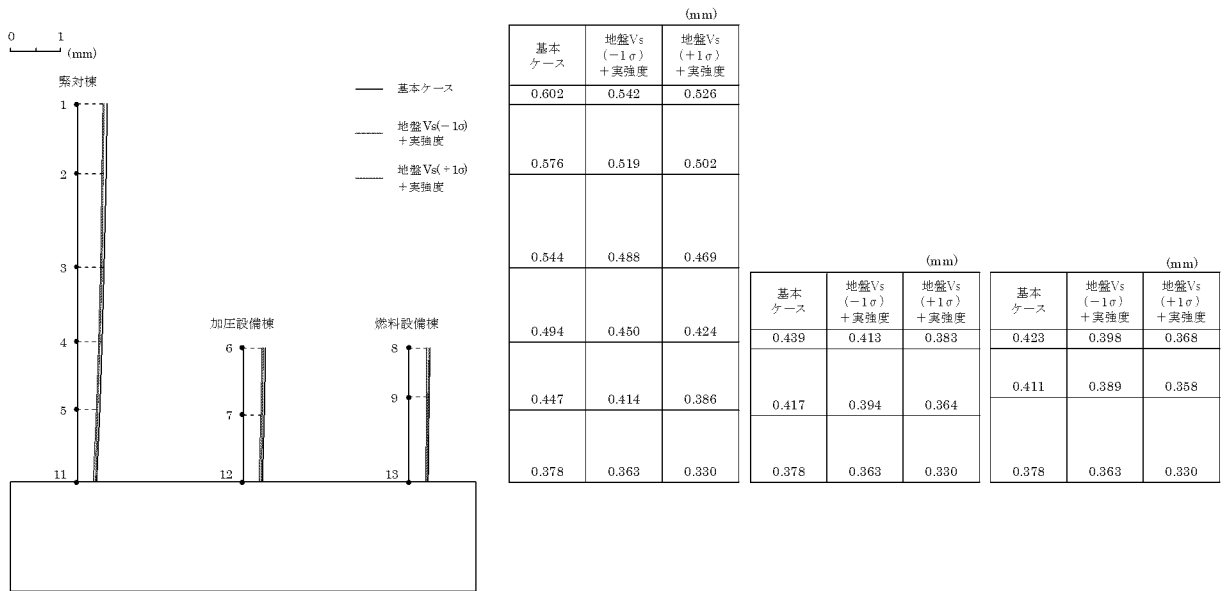 0 1
(mm)
緊対棟
1
2
3
4
5
11
基本ケース
地盤Vs(−1σ)
+実強度
地盤Vs(+1σ)
+実強度
加圧設備棟
6
7
12
燃料設備棟
8
9
13
(mm)
基本
ケース
地盤Vs
(−1σ)
+実強度
地盤Vs
(+1σ)
+実強度
0.602 0.542 0.526
0.576 0.519 0.502
0.544 0.488 0.469
0.494 0.450 0.424
0.447 0.414 0.386
0.378 0.363 0.330
(mm)
基本
ケース
地盤Vs
(−1σ)
+実強度
地盤Vs
(+1σ)
+実強度
0.439 0.413 0.383
0.417 0.394 0.364
0.378 0.363 0.330
(mm)
基本
ケース
地盤Vs
(−1σ)
+実強度
地盤Vs
(+1σ)
+実強度
0.423 0.398 0.368
0.411 0.389 0.358
0.378 0.363 0.330